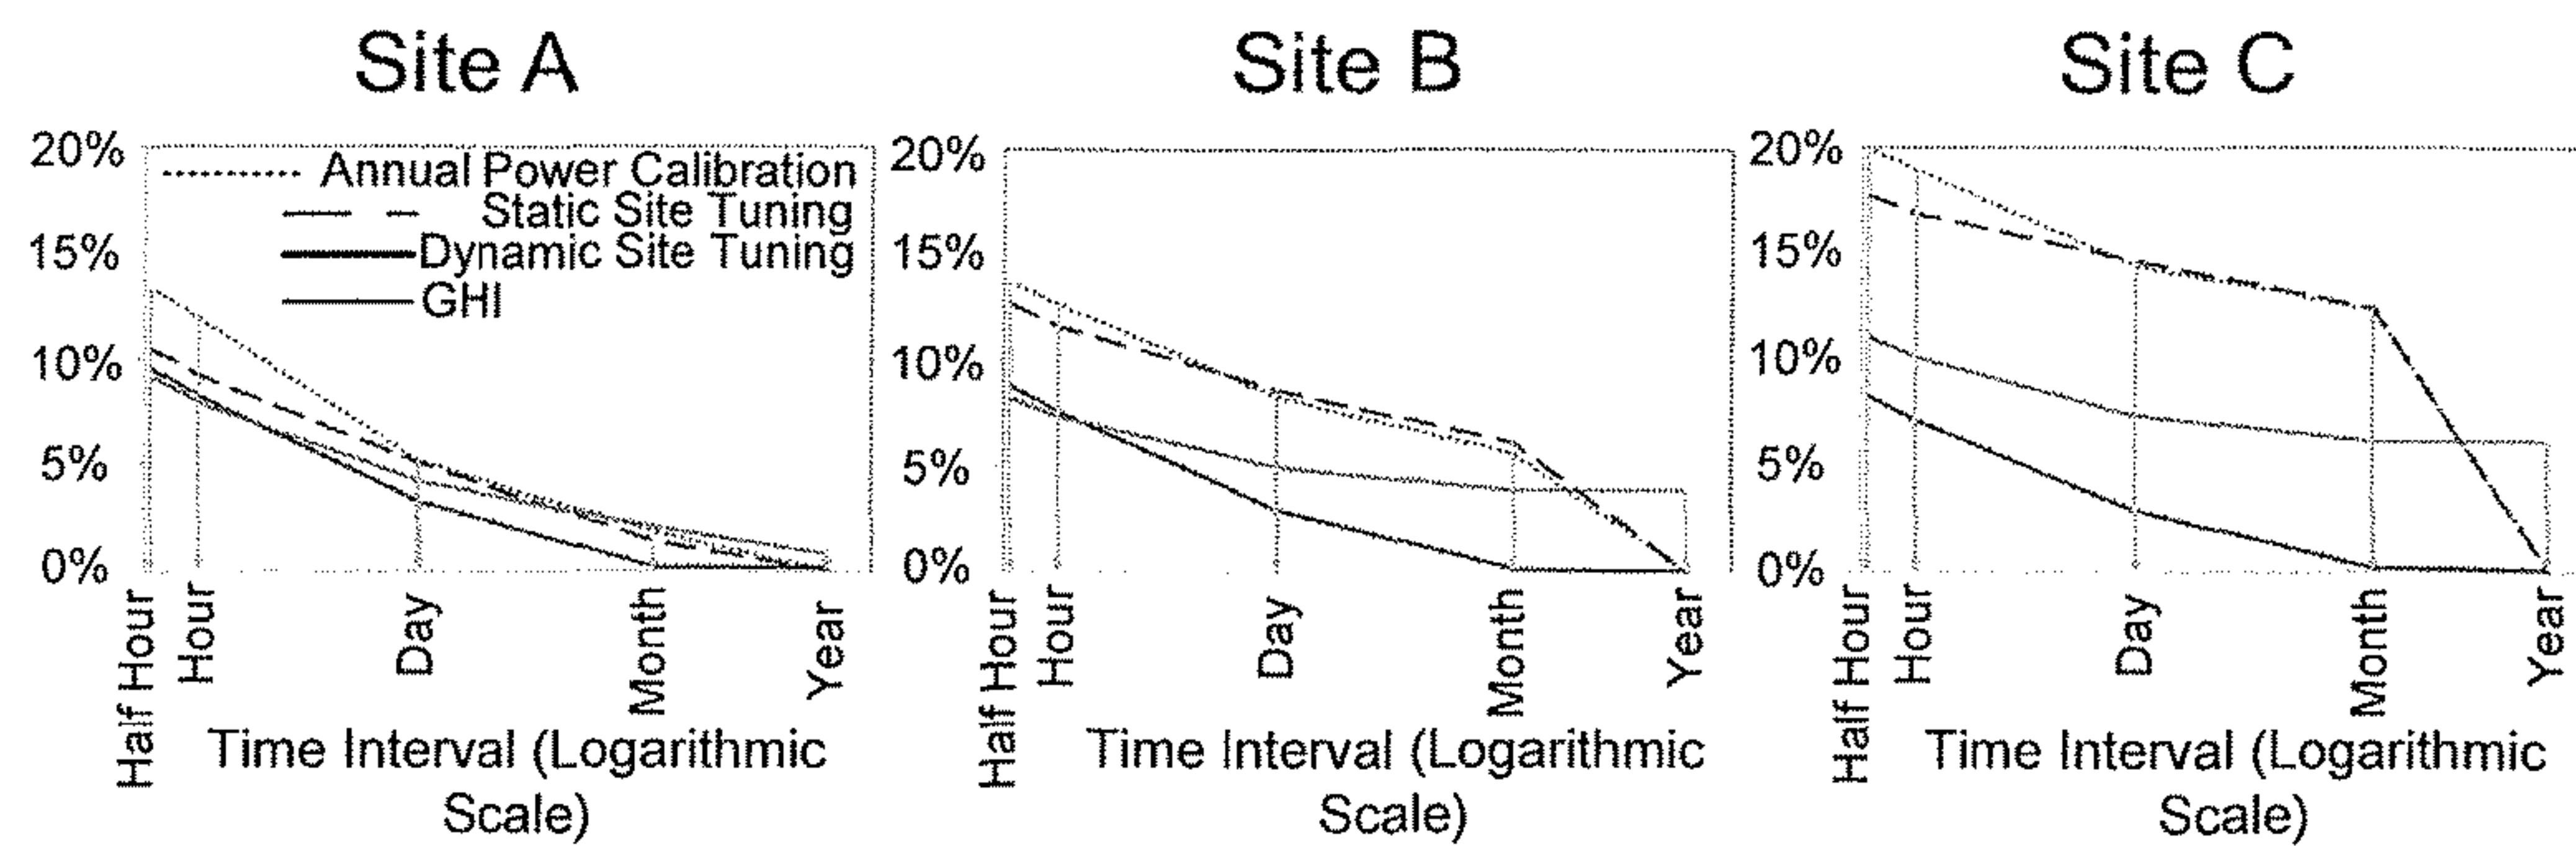 Site A
20%
15%
10%
5%
0%
Annual Power Calibration
Static Site Tuning
Dynamic Site Tuning
GHI
Half Hour
Hour
Day
Month
Year
Time Interval (Logarithmic
Scale)
Site B
20%
15%
10%
5%
0%
Half Hour
Hour
Day
Month
Year
Time Interval (Logarithmic
Scale)
Site C
20%
15%
10%
5%
0%
Half Hour
Hour
Day
Month
Year
Time Interval (Logarithmic
Scale)